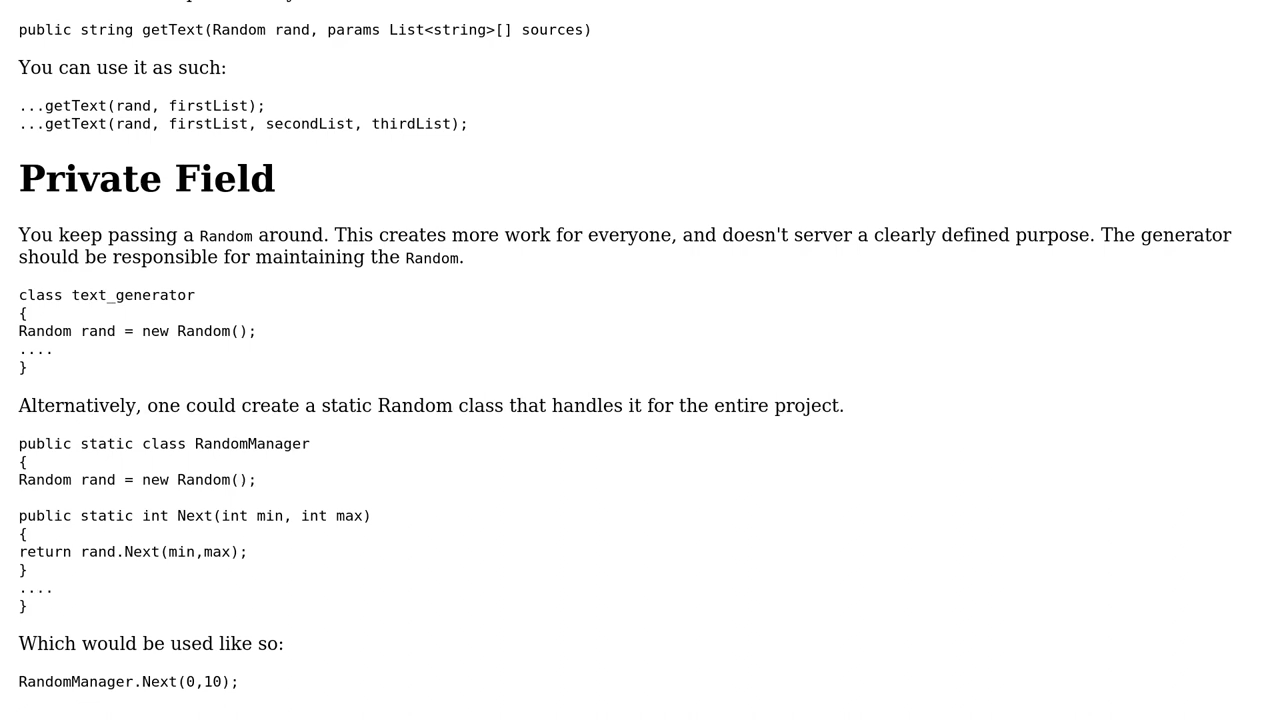 public string getText(Random rand, params List<string>[] sources)
You can use it as such:
...getText(rand, firstList);
...getText(rand, firstList, secondList, thirdList);
Private Field
You keep passing a Random around. This creates more work for everyone, and doesn't server a clearly defined purpose. The generator
should be responsible for maintaining the Random.
class text_generator
{
Random rand = new Random();
....
}
Alternatively, one could create a static Random class that handles it for the entire project.
public static class RandomManager
{
Random rand = new Random();
public static int Next(int min, int max)
{
return rand.Next(min,max);
}
....
}
Which would be used like so:
RandomManager.Next(0,10);